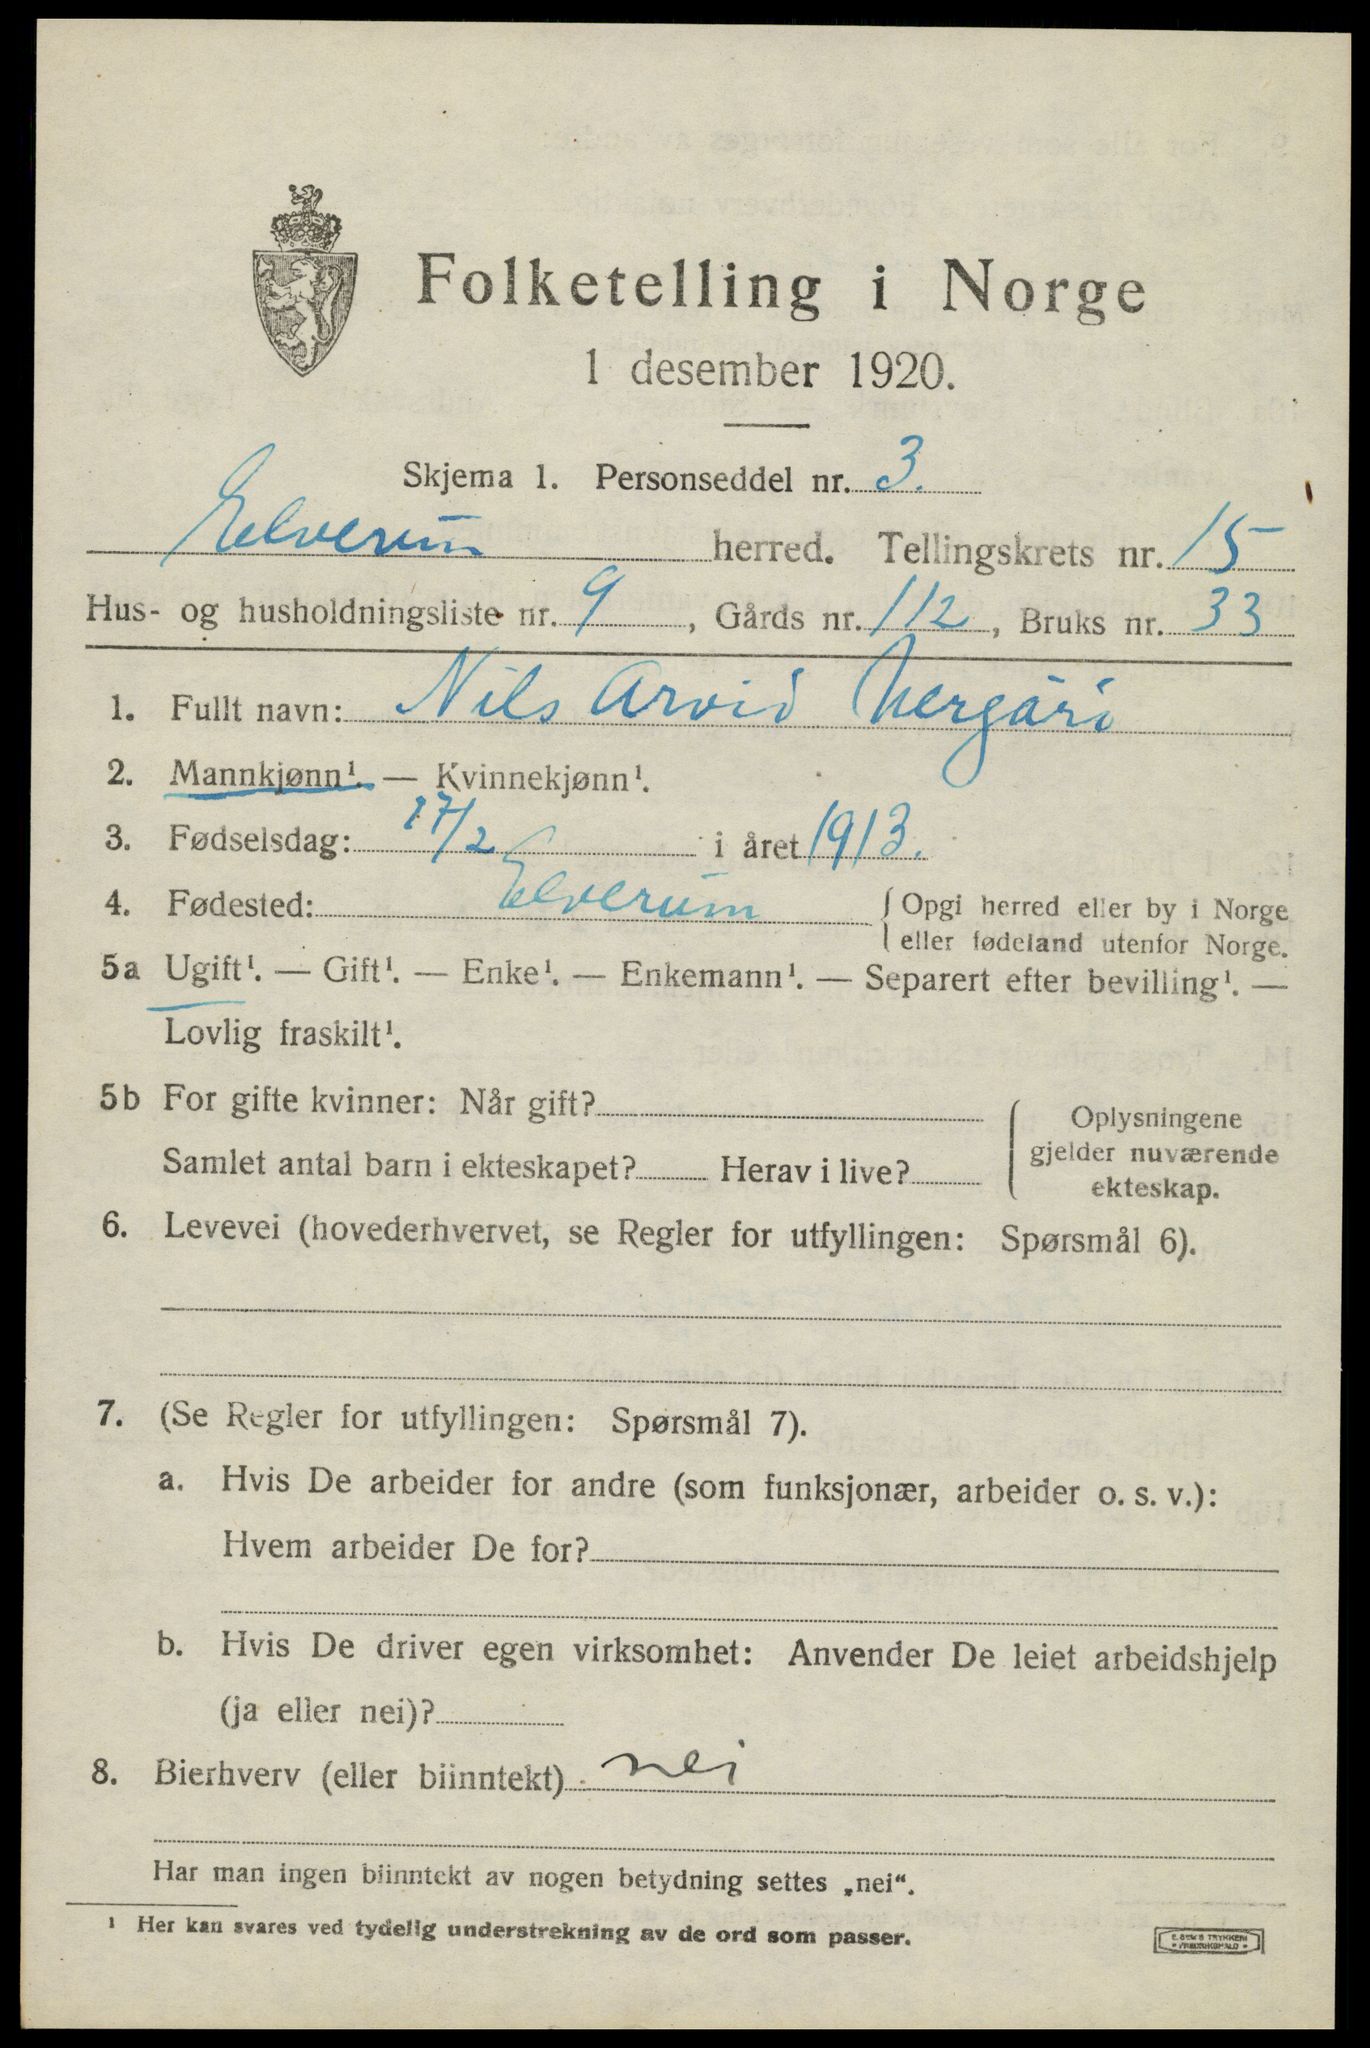 Folketelling i Norge
1 desember 1920.
Skjema 1. Personseddel nr. 3.
Elverum herred. Tellingskrets nr. 15
Hus- og husholdningsliste nr. 9, Gårds nr. 112, Bruks nr. 33
1. Fullt navn: Nils Arvid Nergård
2. Mannkjønn¹. — Kvinnekjønn¹.
3. Fødselsdag: 17/2 i året 1913.
4. Fødested: Elverum { Opgi herred eller by i Norge
eller fødeland utenfor Norge.
5a Ugift¹. — Gift¹. — Enke¹. — Enkemann¹. — Separert efter bevilling¹. —
Lovlig fraskilt¹.
5b For gifte kvinner: Når gift?
Samlet antal barn i ekteskapet? Herav i live?
Oplysningene
gjelder nuværende
ekteskap.
6. Levevei (hovederhvervet, se Regler for utfyllingen: Spørsmål 6).
7. (Se Regler for utfyllingen: Spørsmål 7).
a. Hvis De arbeider for andre (som funksjonær, arbeider o. s. v.):
Hvem arbeider De for?
b. Hvis De driver egen virksomhet: Anvender De leiet arbeidshjelp
(ja eller nei)?
8. Bierhverv (eller biinntekt) nei
Har man ingen biinntekt av nogen betydning settes „nei“.
¹ Her kan svares ved tydelig understrekning av de ord som passer.